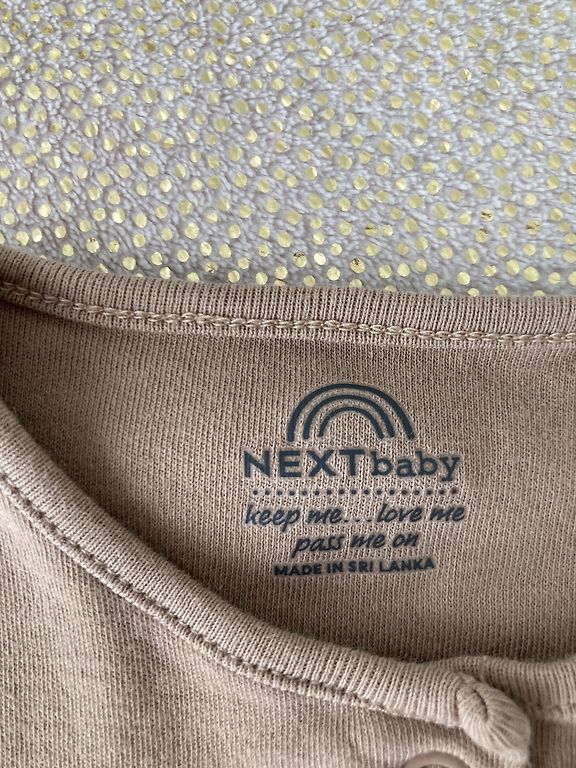 NEXTbaby
keep me....love me
pass me on
MADE IN SRI LANKA